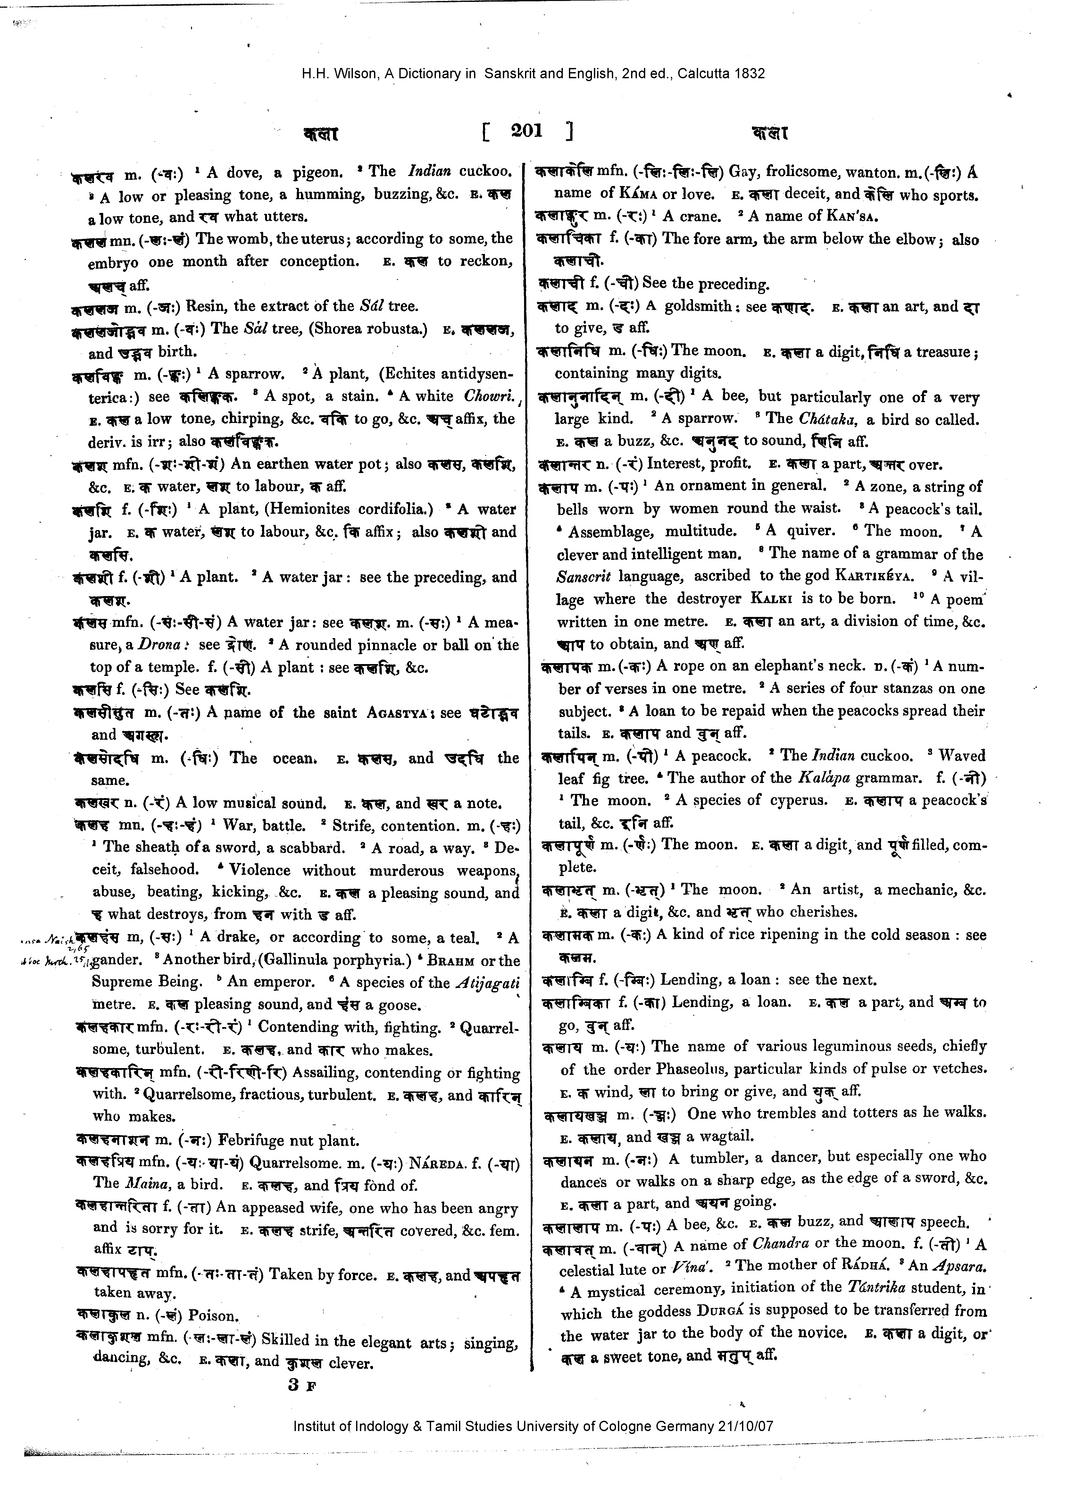 H.H. Wilson, A Dictionary in Sanskrit and English, 2nd ed., Calcutta 1832
कला [ 201 ] कला
कलरव m. (-वः) ¹ A dove, a pigeon. ² The Indian cuckoo.
³ A low or pleasing tone, a humming, buzzing, &c. E. कल
a low tone, and रव what utters.
कलल mn. (-लः-लं) The womb, the uterus; according to some, the
embryo one month after conception. E. कल to reckon,
अलच् aff.
कललज m. (-जः) Resin, the extract of the Sál tree.
कललजोद्भव m. (-वः) The Sál tree, (Shorea robusta.) E. कललज,
and उद्भव birth.
कलविङ्क m. (-ङ्कः) ¹ A sparrow. ² A plant, (Echites antidysen-
terica:) see कलिङ्गक. ³ A spot, a stain. ⁴ A white Chowri.
E. कल a low tone, chirping, &c. वकि to go, &c. अच् affix, the
deriv. is irr; also कलविङ्कक.
कलश mfn. (-शः-शी-शं) An earthen water pot; also कलस, कलशि,
&c. E. क water, लश to labour, क aff.
कलशि f. (-शिः) ¹ A plant, (Hemionites cordifolia.) ² A water
jar. E. क water, लश to labour, &c. कि affix; also कलशी and
कलसि.
कलशी f. (-शी) ¹ A plant. ² A water jar: see the preceding, and
कलश.
कलस mfn. (-सः-सी-सं) A water jar: see कलश. m. (-सः) ¹ A mea-
sure, a Drona: see द्रोण. ² A rounded pinnacle or ball on the
top of a temple. f. (-सी) A plant: see कलशि, &c.
कलसि f. (-सिः) See कलशि.
कलसीसुत m. (-तः) A name of the saint AGASTYA; see घटोद्भव
and अगस्त्य.
कलसोदधि m. (-धिः) The ocean. E. कलस, and उदधि the
same.
कलस्वर n. (-रं) A low musical sound. E. कल, and स्वर a note.
कलह mn. (-हः-हं) ¹ War, battle. ² Strife, contention. m. (-हः)
¹ The sheath of a sword, a scabbard. ² A road, a way. ³ De-
ceit, falsehood. ⁴ Violence without murderous weapons,
abuse, beating, kicking, &c. E. कल a pleasing sound, and
ह what destroys, from हन with ड aff.
कलहंस m, (-सः) ¹ A drake, or according to some, a teal. ² A
gander. ³ Another bird, (Gallinula porphyria.) ⁴ BRAHM or the
Supreme Being. ⁵ An emperor. ⁶ A species of the Atijagati
metre. E. कल pleasing sound, and हंस a goose.
कलहकार mfn. (-रः-री-रं) ¹ Contending with, fighting. ² Quarrel-
some, turbulent. E. कलह, and कार who makes.
कलहकारिन् mfn. (-री-रिणी-रि) Assailing, contending or fighting
with. ² Quarrelsome, fractious, turbulent. E. कलह, and कारिन्
who makes.
कलहनाशन m. (-नः) Febrifuge nut plant.
कलहप्रिय mfn. (-यः-या-यं) Quarrelsome. m. (-यः) NÁREDA. f. (-या)
The Maina, a bird. E. कलह, and प्रिय fond of.
कलहान्तरिता f. (-ता) An appeased wife, one who has been angry
and is sorry for it. E. कलह strife, अन्तरित covered, &c. fem.
affix टाप्.
कलहापहृत mfn. (-तः-ता-तं) Taken by force. E. कलह, and अपहृत
taken away.
कलाकुल n. (-लं) Poison.
कलाकुशल mfn. (-लः-ला-लं) Skilled in the elegant arts; singing,
dancing, &c. E. कला, and कुशल clever.
3 F
कलाकेलि mfn. (-लिः-लिः-लि) Gay, frolicsome, wanton. m. (-लिः) A
name of KÁMA or love. E. कला deceit, and केलि who sports.
कलाङ्कुर m. (-रः) ¹ A crane. ² A name of KAN'SA.
कलाचिका f. (-का) The fore arm, the arm below the elbow; also
कलाची.
कलाची f. (-ची) See the preceding.
कलाद m. (-दः) A goldsmith: see कणाद. E. कला an art, and दा
to give, ड aff.
कलानिधि m. (-धिः) The moon. E. कला a digit, निधि a treasure;
containing many digits.
कलानुनादिन् m. (-दी) ¹ A bee, but particularly one of a very
large kind. ² A sparrow. ³ The Chátaka, a bird so called.
E. कल a buzz, &c. अनुनद to sound, णिनि aff.
कलान्तर n. (-रं) Interest, profit. E. कला a part, अन्तर over.
कलाप m. (-पः) ¹ An ornament in general. ² A zone, a string of
bells worn by women round the waist. ³ A peacock's tail.
⁴ Assemblage, multitude. ⁵ A quiver. ⁶ The moon. ⁷ A
clever and intelligent man. ⁸ The name of a grammar of the
Sanscrit language, ascribed to the god KARTIKÉYA. ⁹ A vil-
lage where the destroyer KALKI is to be born. ¹⁰ A poem
written in one metre. E. कला an art, a division of time, &c.
आप to obtain, and अण् aff.
कलापक m. (-कः) A rope on an elephant's neck. n. (-कं) ¹ A num-
ber of verses in one metre. ² A series of four stanzas on one
subject. ³ A loan to be repaid when the peacocks spread their
tails. E. कलाप and वुन् aff.
कलापिन् m. (-पी) ¹ A peacock. ² The Indian cuckoo. ³ Waved
leaf fig tree. ⁴ The author of the Kalápa grammar. f. (-नी)
¹ The moon. ² A species of cyperus. E. कलाप a peacock's
tail, &c. इनि aff.
कलापूर्ण m. (-र्णः) The moon. E. कला a digit, and पूर्ण filled, com-
plete.
कलाभृत् m. (-भृत्) ¹ The moon. ² An artist, a mechanic, &c.
E. कला a digit, &c. and भृत् who cherishes.
कलामक m. (-कः) A kind of rice ripening in the cold season: see
कलम.
कलाम्बि f. (-म्बिः) Lending, a loan: see the next.
कलाम्बिका f. (-का) Lending, a loan. E. कल a part, and अम्ब to
go, वुन् aff.
कलाय m. (-यः) The name of various leguminous seeds, chiefly
of the order Phaseolus, particular kinds of pulse or vetches.
E. क wind, ला to bring or give, and युक् aff.
कलायखञ्ज m. (-ञ्जः) One who trembles and totters as he walks.
E. कलाय, and खञ्ज a wagtail.
कलायन m. (-नः) A tumbler, a dancer, but especially one who
dances or walks on a sharp edge, as the edge of a sword, &c.
E. कला a part, and अयन going.
कलालाप m. (-पः) A bee, &c. E. कल buzz, and आलाप speech.
कलावत् m. (-वान्) A name of Chandra or the moon. f. (-ती) ¹ A
celestial lute or Víná. ² The mother of RÁDHÁ. ³ An Apsara.
⁴ A mystical ceremony, initiation of the Tántrika student, in
which the goddess DURGÁ is supposed to be transferred from
the water jar to the body of the novice. E. कला a digit, or
कल a sweet tone, and मतुप् aff.
Institut of Indology & Tamil Studies University of Cologne Germany 21/10/07